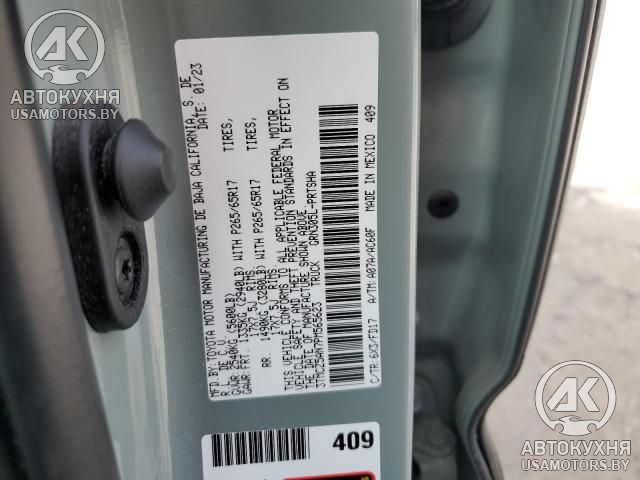 AK
АВТОКУХНЯ
USAMOTORS.BY
MFD.BY: TOYOTA MOTOR MANUFACTURING DE BAJA CALIFORNIA, S. DE
R.L. DE C.V. DATE: 01/23
GVWR: 2540KG (5600LB)
GAWR: FRT. 1335KG (2940LB) WITH P265/65R17 TIRES,
17X7.5J RIMS
RR. 1490KG (3280LB) WITH P265/65R17 TIRES,
17X7.5J RIMS
THIS VEHICLE CONFORMS TO ALL APPLICABLE FEDERAL MOTOR
VEHICLE SAFETY AND THEFT PREVENTION STANDARDS IN EFFECT ON
THE DATE OF MANUFACTURE SHOWN ABOVE.
3TMCZ5AN7PM565623 TRUCK GRN305L-PRTSHA
C/TR: 6X3/FD17 A/TM: A07A/AC60F MADE IN MEXICO 409
409
AK
АВТОКУХНЯ
USAMOTORS.BY